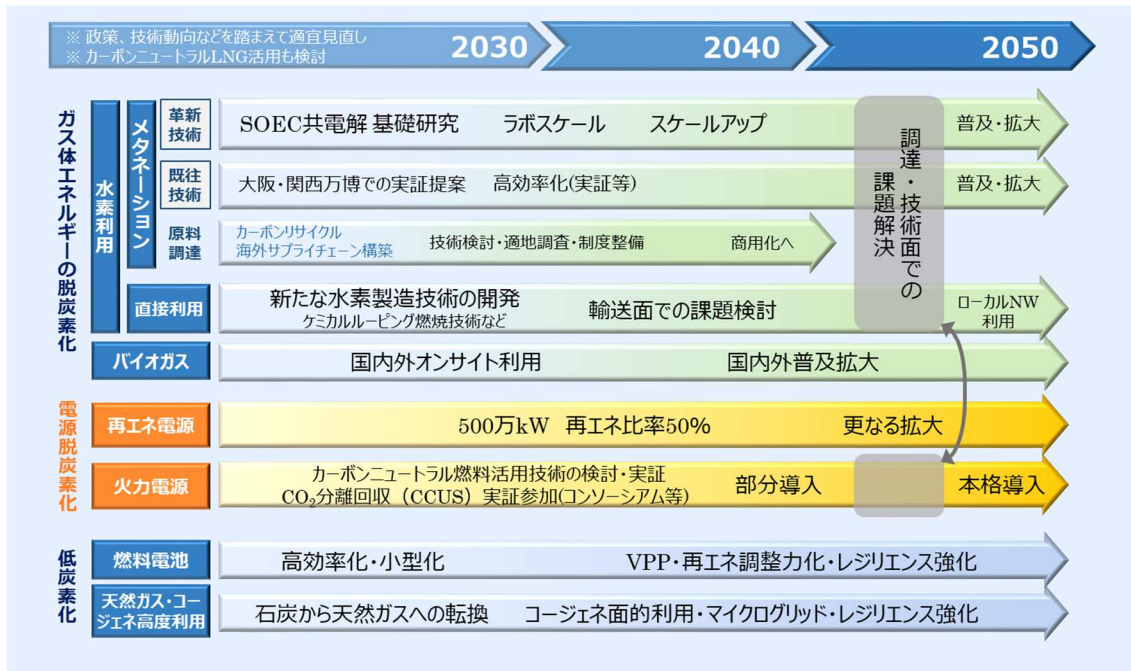 ※ 政策、技術動向などを踏まえて適宜見直し
※ カーボンニュートラルLNG活用も検討
2030
2040
2050
ガス体エネルギーの脱炭素化
水素利用
メタネーション
革新
技術
SOEC共電解 基礎研究
ラボスケール
スケールアップ
普及・拡大
既往
技術
大阪・関西万博での実証提案
高効率化(実証等)
普及・拡大
原料
調達
カーボンリサイクル
海外サプライチェーン構築
技術検討・適地調査・制度整備
商用化へ
調達・技術面での
課題解決
直接利用
新たな水素製造技術の開発
ケミカルルーピング燃焼技術など
輸送面での課題検討
ローカルNW
利用
バイオガス
国内外オンサイト利用
国内外普及拡大
電源脱炭素化
再エネ電源
500万kW 再エネ比率50%
更なる拡大
火力電源
カーボンニュートラル燃料活用技術の検討・実証
CO₂分離回収（CCUS）実証参加(コンソーシアム等)
部分導入
本格導入
低炭素化
燃料電池
高効率化・小型化
VPP・再エネ調整力化・レジリエンス強化
天然ガス・コー
ジェネ高度利用
石炭から天然ガスへの転換
コージェネ面的利用・マイクログリッド・レジリエンス強化